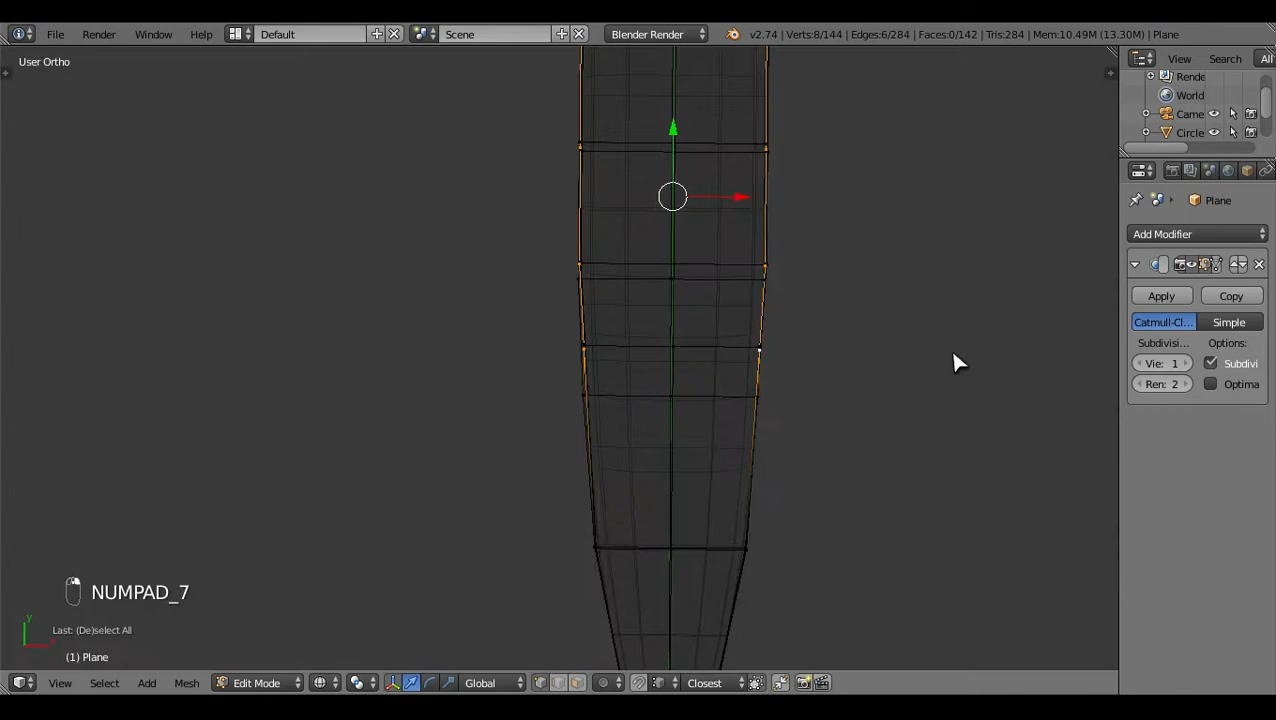 File Render Window Help Default Scene Blender Render v2.74 | Verts:8/144 | Edges:6/284 | Faces:0/142 | Tris:284 | Mem:10.49M (13.30M) | Plane
User Ortho
View Search All
Rende
World
Came
Circle
Plane
Add Modifier
Apply Copy
Catmull-Cl... Simple
Subdivisi... Options:
Vie: 1 Subdivi
Ren: 2 Optima
NUMPAD_7
y
Last: (De)select All
(1) Plane
View Select Add Mesh Edit Mode Global Closest